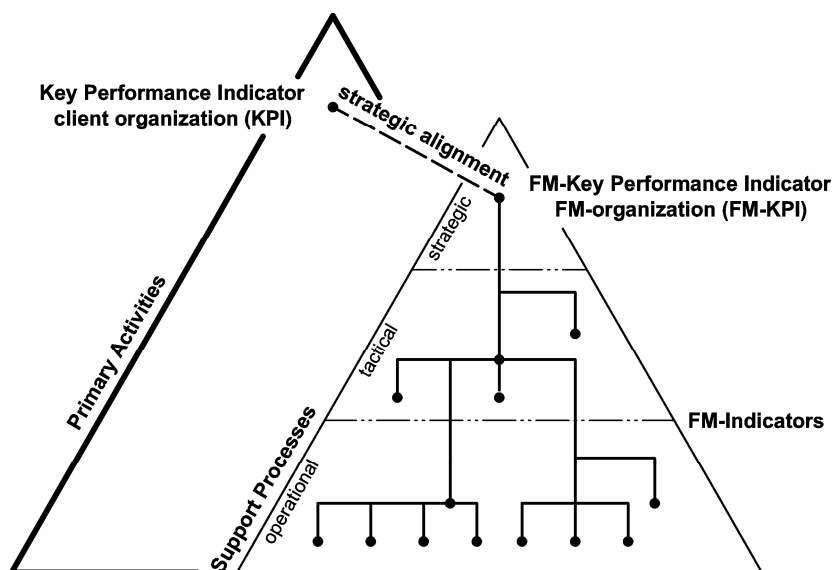 Key Performance Indicator
client organization (KPI)
strategic alignment
FM-Key Performance Indicator
FM-organization (FM-KPI)
strategic
Primary Activities
tactical
FM-Indicators
Support Processes
operational